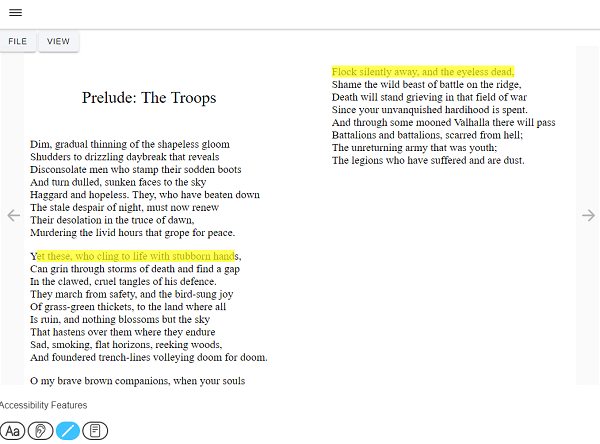 FILE VIEW
Prelude: The Troops
Dim, gradual thinning of the shapeless gloom
Shudders to drizzling daybreak that reveals
Disconsolate men who stamp their sodden boots
And turn dulled, sunken faces to the sky
Haggard and hopeless. They, who have beaten down
The stale despair of night, must now renew
Their desolation in the truce of dawn,
Murdering the livid hours that grope for peace.
Yet these, who cling to life with stubborn hands,
Can grin through storms of death and find a gap
In the clawed, cruel tangles of his defence.
They march from safety, and the bird-sung joy
Of grass-green thickets, to the land where all
Is ruin, and nothing blossoms but the sky
That hastens over them where they endure
Sad, smoking, flat horizons, reeking woods,
And foundered trench-lines volleying doom for doom.
O my brave brown companions, when your souls
Flock silently away, and the eyeless dead,
Shame the wild beast of battle on the ridge,
Death will stand grieving in that field of war
Since your unvanquished hardihood is spent.
And through some mooned Valhalla there will pass
Battalions and battalions, scarred from hell;
The unreturning army that was youth;
The legions who have suffered and are dust.
Accessibility Features
Aa